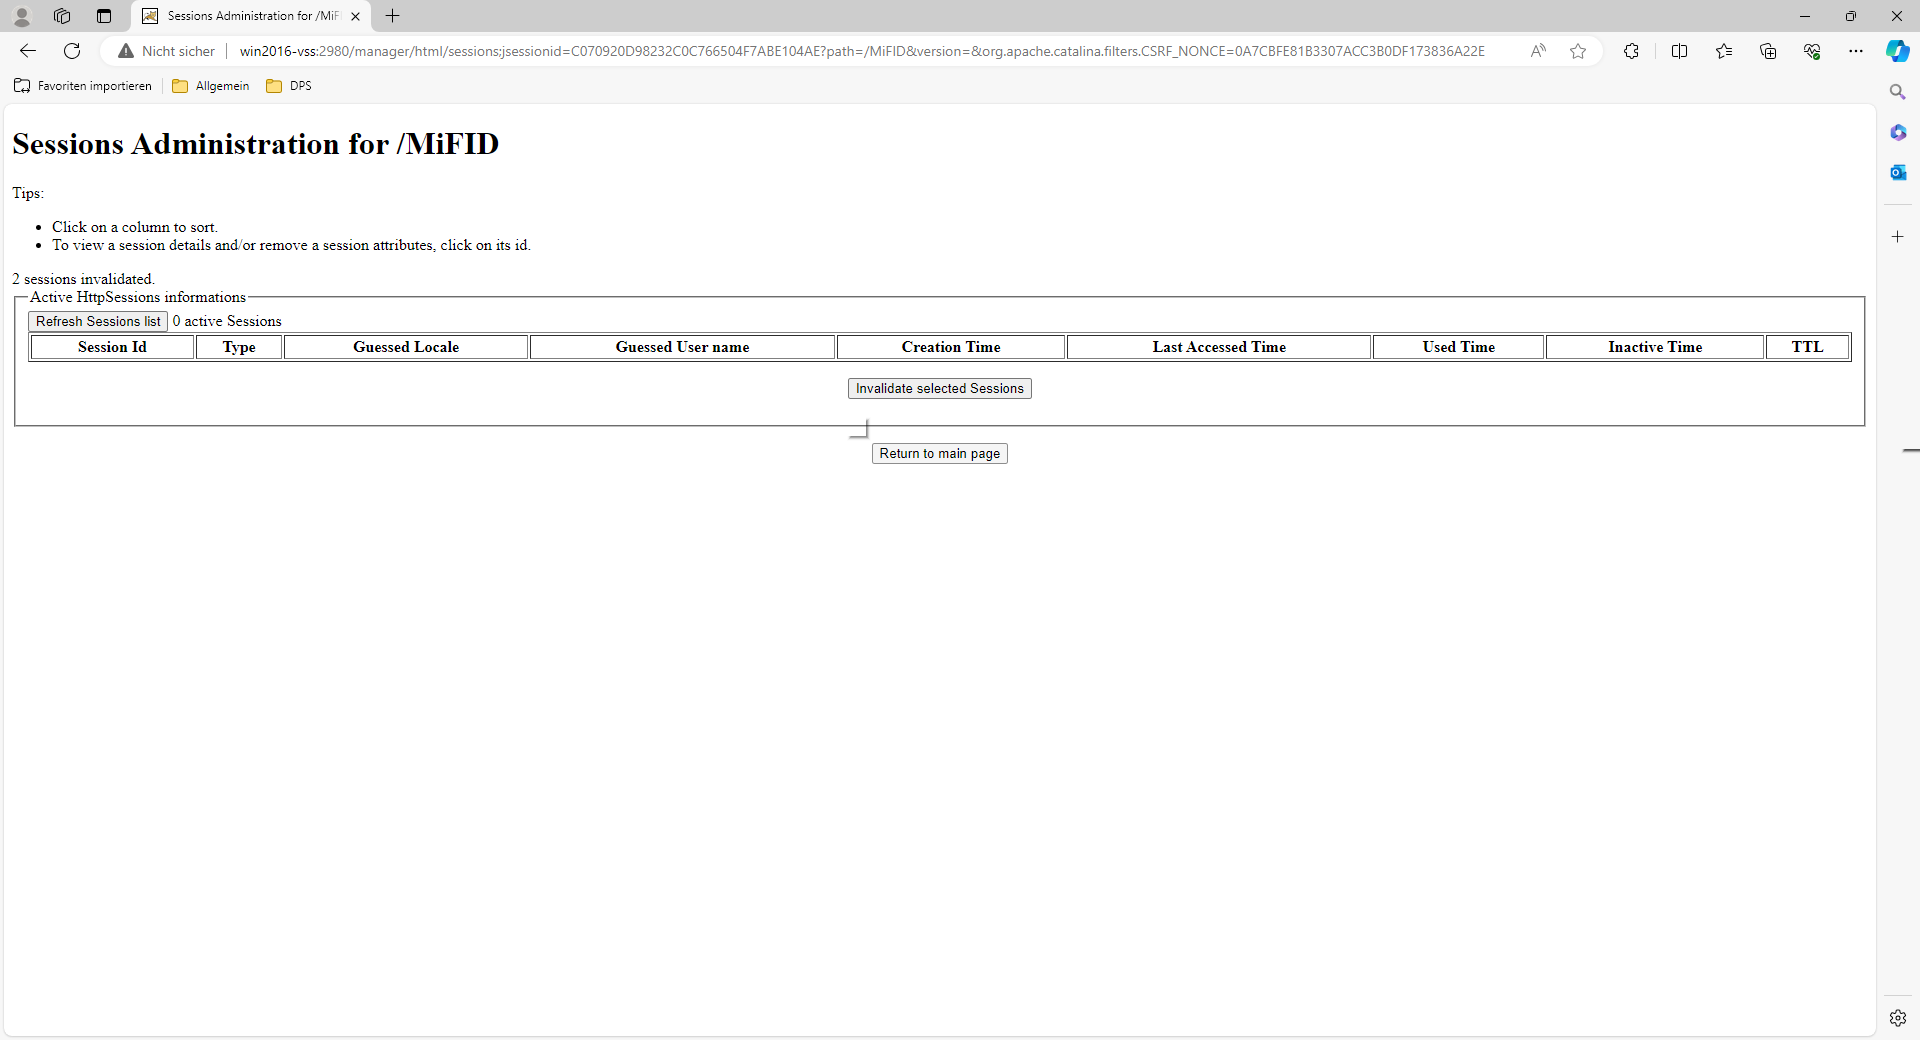 Sessions Administration for /MiF
Nicht sicher
win2016-vss:2980/manager/html/sessions;jsessionid=C070920D98232C0C766504F7ABE104AE?path=/MiFID&version=&org.apache.catalina.filters.CSRF_NONCE=0A7CBFE81B3307ACC3B0DF173836A22E
Favoriten importieren
Allgemein
DPS
Sessions Administration for /MiFID
Tips:
• Click on a column to sort.
• To view a session details and/or remove a session attributes, click on its id.
2 sessions invalidated.
Active HttpSessions informations
Refresh Sessions list 0 active Sessions
Session Id Type Guessed Locale Guessed User name Creation Time Last Accessed Time Used Time Inactive Time TTL
Invalidate selected Sessions
Return to main page